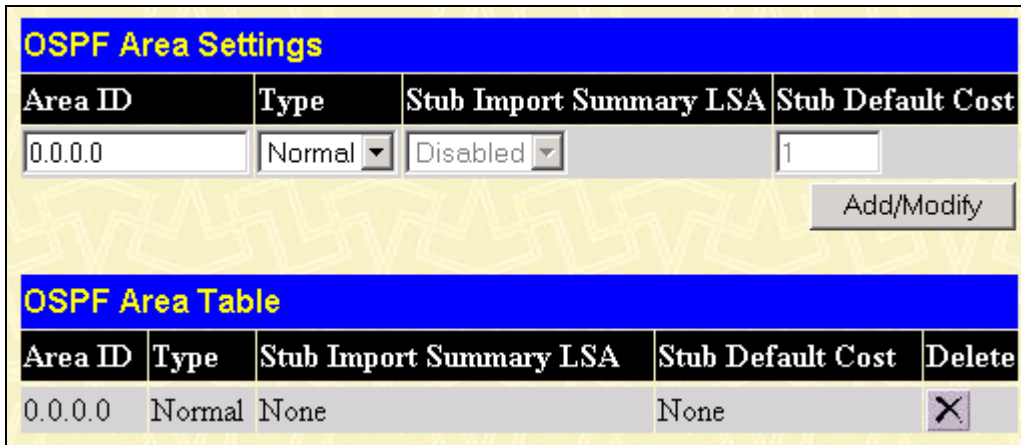 OSPF Area Settings
Area ID Type Stub Import Summary LSA Stub Default Cost
0.0.0.0 Normal Disabled 1
Add/Modify
OSPF Area Table
Area ID Type Stub Import Summary LSA Stub Default Cost Delete
0.0.0.0 Normal None None